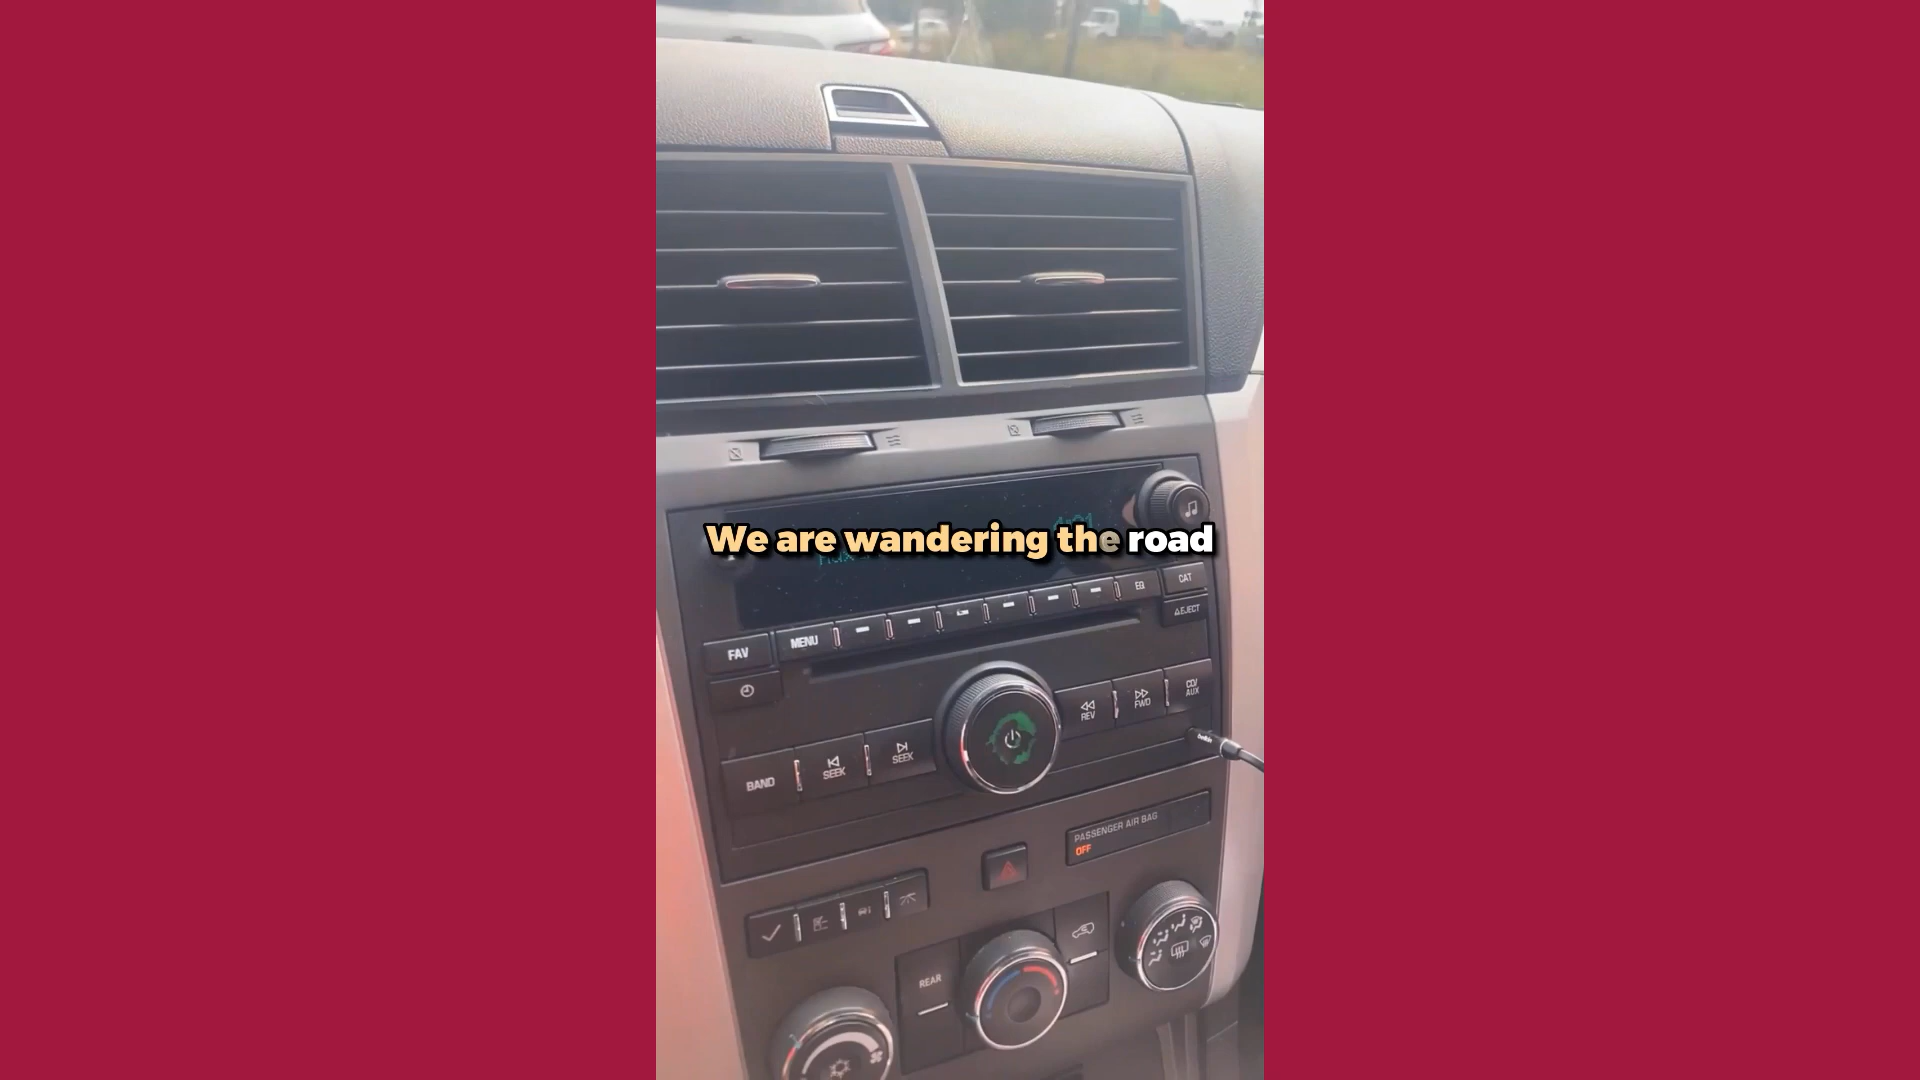 We are wandering the road
EQ
CAT
EJECT
MENU
FAV
CD/
AUX
REV
FWD
SEEK
SEEK
BAND
PASSENGER AIR BAG
OFF
REAR